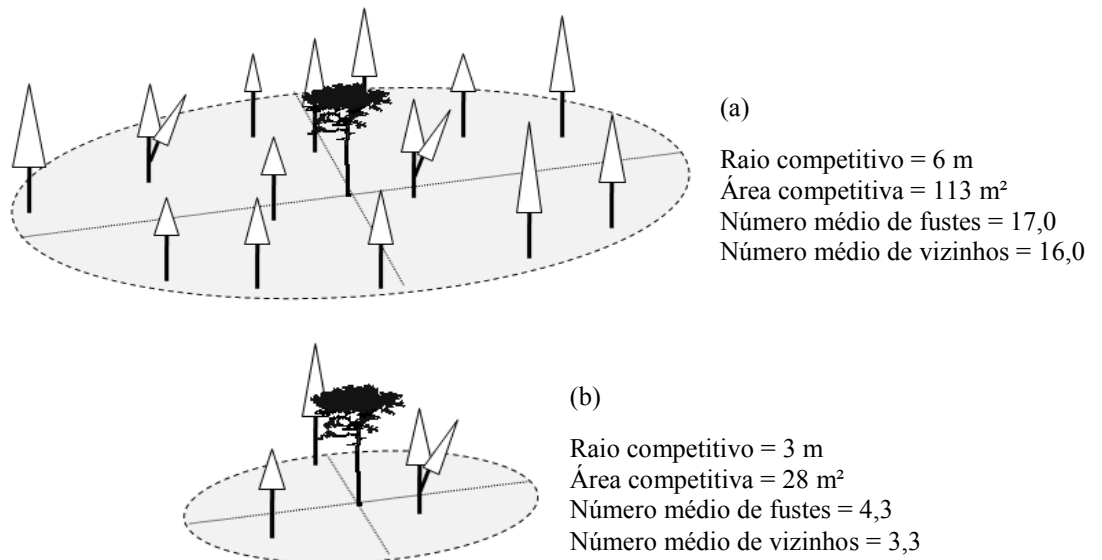 (a)
Raio competitivo = 6 m
Área competitiva = 113 m²
Número médio de fustes = 17,0
Número médio de vizinhos = 16,0
(b)
Raio competitivo = 3 m
Área competitiva = 28 m²
Número médio de fustes = 4,3
Número médio de vizinhos = 3,3